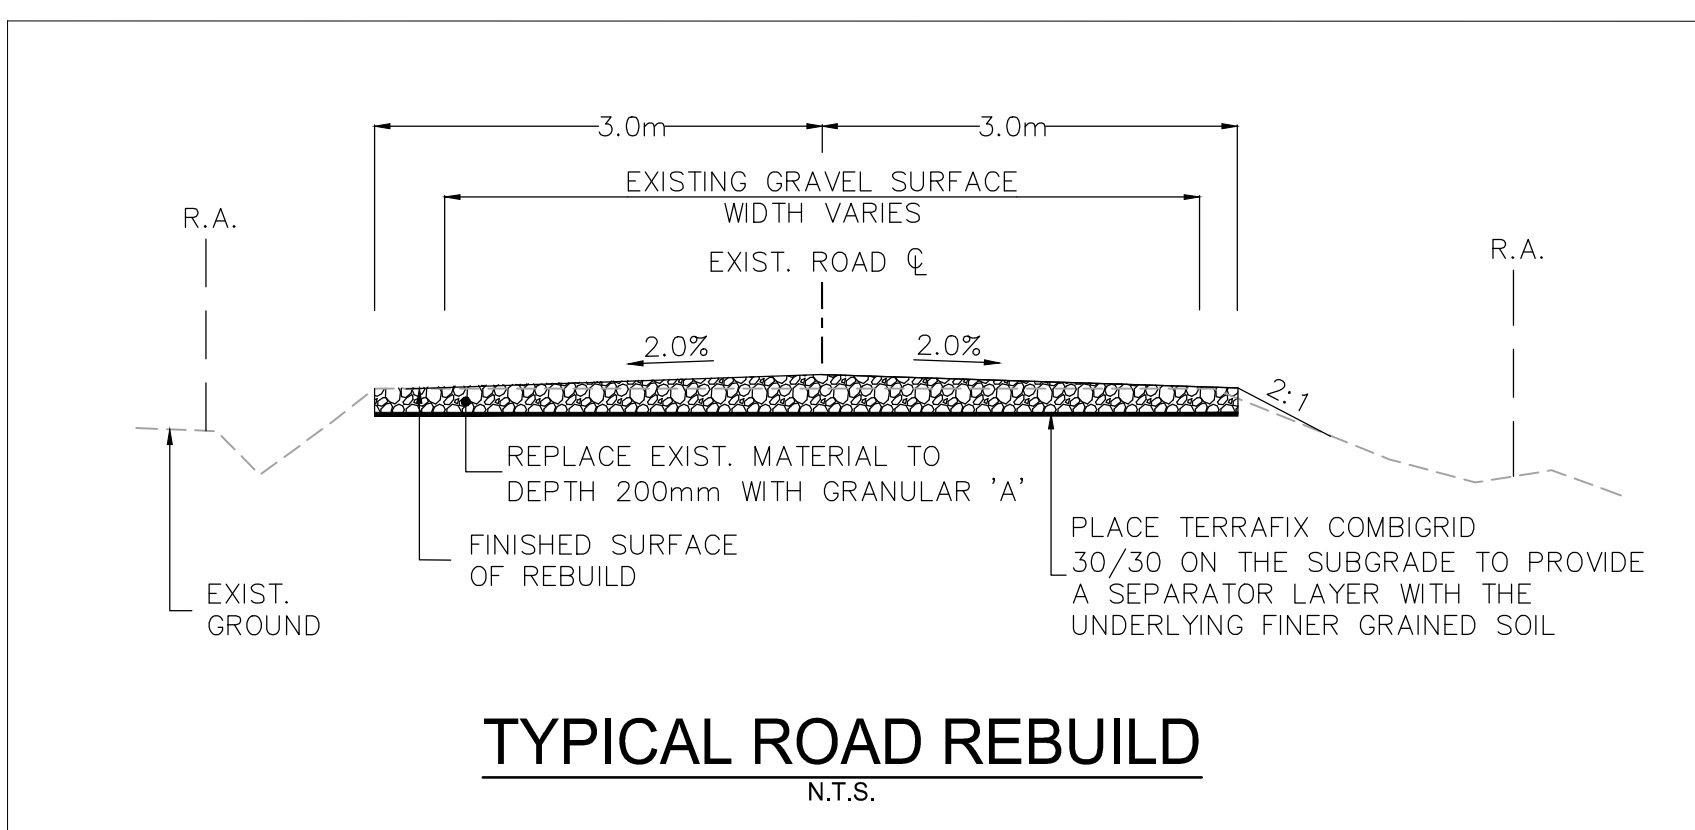 3.0m 3.0m
EXISTING GRAVEL SURFACE
WIDTH VARIES
R.A.
EXIST. ROAD ℄
R.A.
2.0% 2.0%
2:1
REPLACE EXIST. MATERIAL TO
DEPTH 200mm WITH GRANULAR 'A'
FINISHED SURFACE
OF REBUILD
EXIST.
GROUND
PLACE TERRAFIX COMBIGRID
30/30 ON THE SUBGRADE TO PROVIDE
A SEPARATOR LAYER WITH THE
UNDERLYING FINER GRAINED SOIL
TYPICAL ROAD REBUILD
N.T.S.